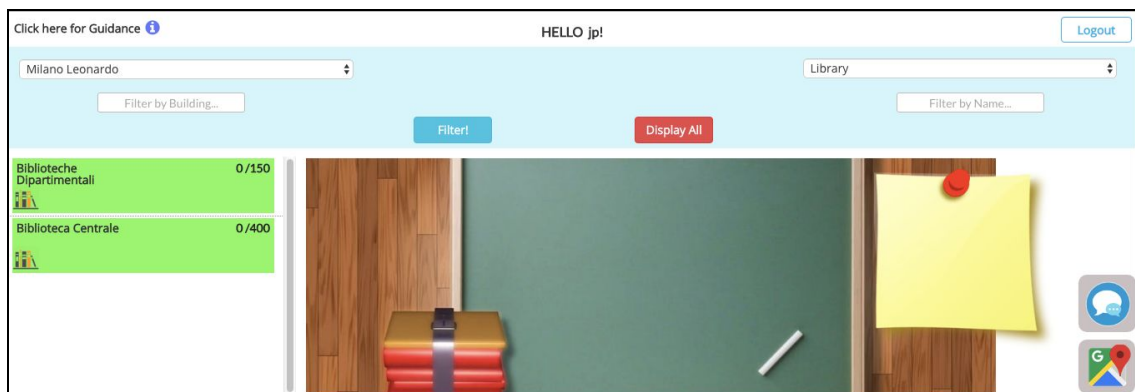 Click here for Guidance i
HELLO jp!
Logout
Milano Leonardo
Library
Filter by Building...
Filter by Name...
Filter!
Display All
Biblioteche 0/150
Dipartimentali
Biblioteca Centrale 0/400
G